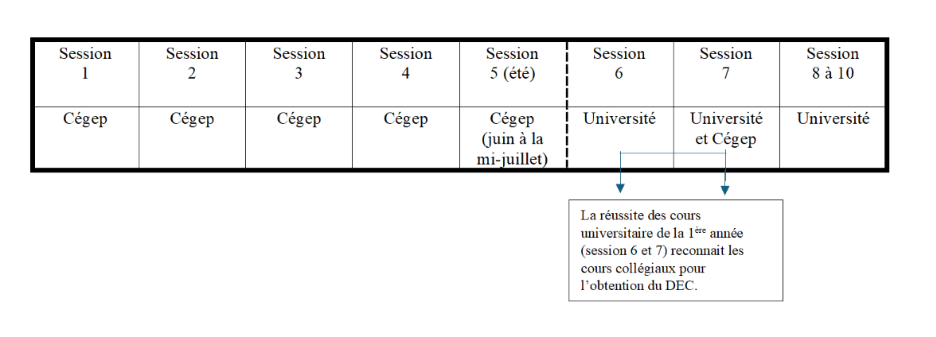 Session Session Session Session Session Session Session Session
1 2 3 4 5 (été) 6 7 8 à 10
Cégep Cégep Cégep Cégep Cégep Université Université Université
(juin à la et Cégep
mi-juillet)
La réussite des cours
universitaire de la 1ère année
(session 6 et 7) reconnait les
cours collégiaux pour
l'obtention du DEC.